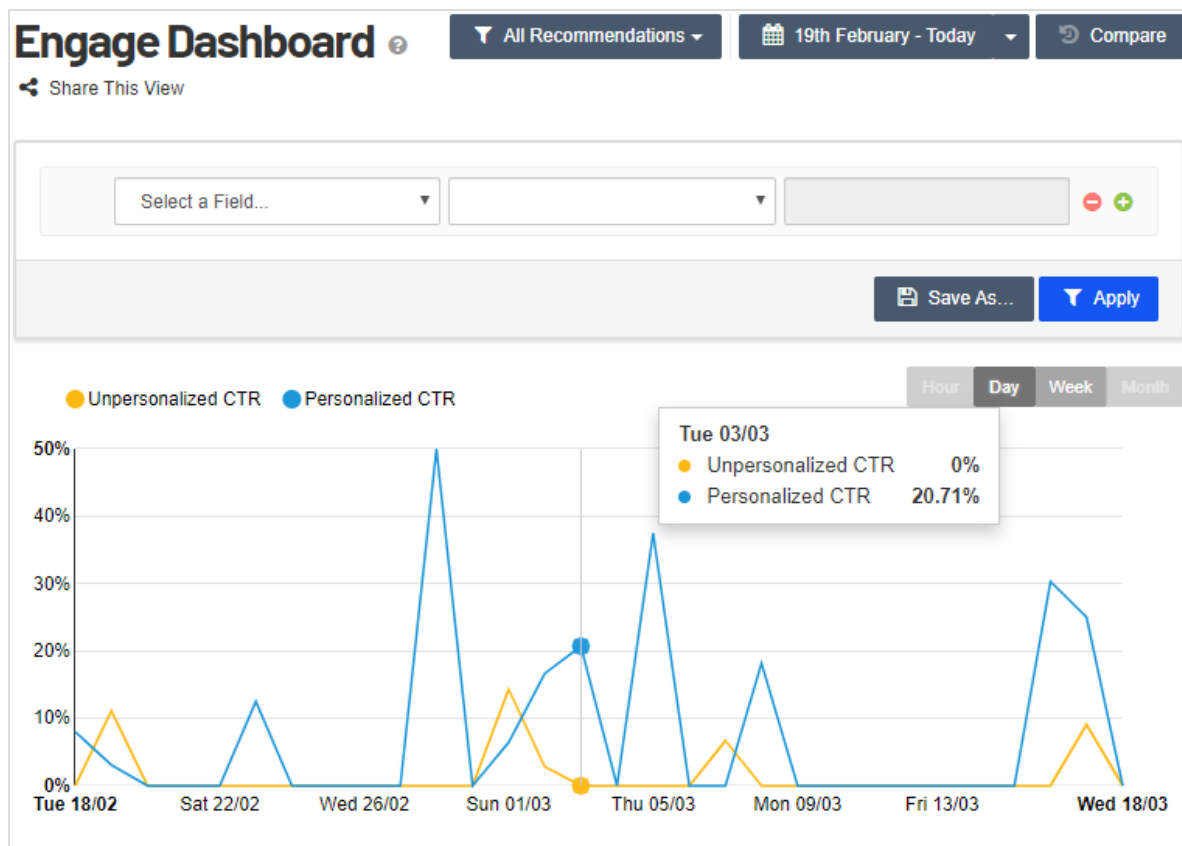 Engage Dashboard ?
All Recommendations
19th February - Today
Compare
Share This View
Select a Field...
Save As...
Apply
Unpersonalized CTR
Personalized CTR
Hour
Day
Week
Month
Tue 03/03
Unpersonalized CTR 0%
Personalized CTR 20.71%
50%
40%
30%
20%
10%
0%
Tue 18/02
Sat 22/02
Wed 26/02
Sun 01/03
Thu 05/03
Mon 09/03
Fri 13/03
Wed 18/03